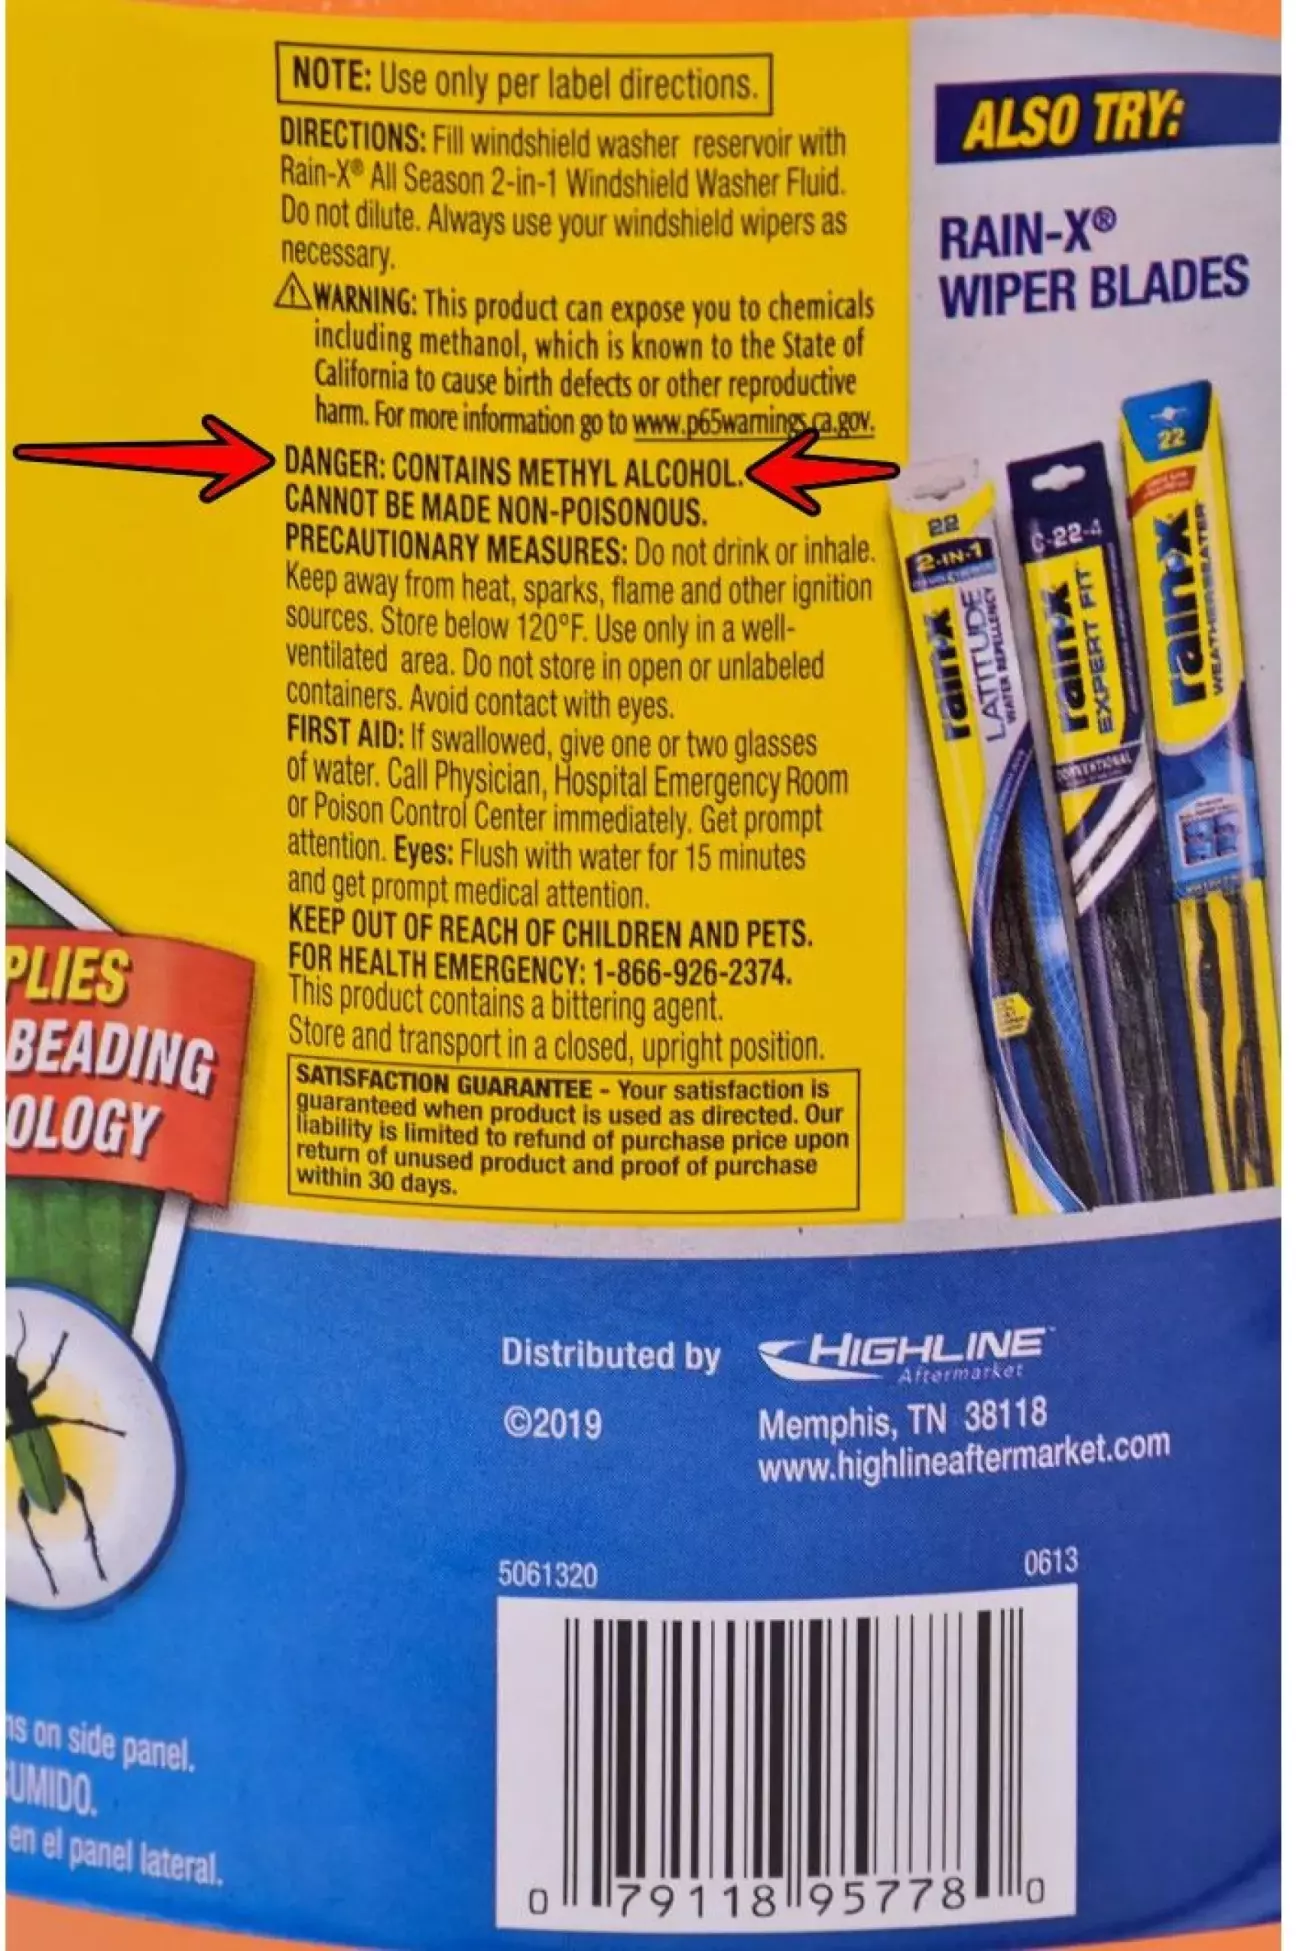 NOTE: Use only per label directions.
DIRECTIONS: Fill windshield washer reservoir with
Rain-X® All Season 2-in-1 Windshield Washer Fluid.
Do not dilute. Always use your windshield wipers as
necessary.
⚠WARNING: This product can expose you to chemicals
including methanol, which is known to the State of
California to cause birth defects or other reproductive
harm. For more information go to www.p65warnings.ca.gov.
DANGER: CONTAINS METHYL ALCOHOL.
CANNOT BE MADE NON-POISONOUS.
PRECAUTIONARY MEASURES: Do not drink or inhale.
Keep away from heat, sparks, flame and other ignition
sources. Store below 120°F. Use only in a well-
ventilated area. Do not store in open or unlabeled
containers. Avoid contact with eyes.
FIRST AID: If swallowed, give one or two glasses
of water. Call Physician, Hospital Emergency Room
or Poison Control Center immediately. Get prompt
attention. Eyes: Flush with water for 15 minutes
and get prompt medical attention.
KEEP OUT OF REACH OF CHILDREN AND PETS.
FOR HEALTH EMERGENCY: 1-866-926-2374.
This product contains a bittering agent.
Store and transport in a closed, upright position.
SATISFACTION GUARANTEE - Your satisfaction is
guaranteed when product is used as directed. Our
liability is limited to refund of purchase price upon
return of unused product and proof of purchase
within 30 days.
ALSO TRY:
RAIN-X®
WIPER BLADES
22
2-IN-1
rain-x
LATITUDE
WATER REPELLENCY
C-22-4
rain-x
EXPERT FIT
CONVENTIONAL
22
rain-x
WEATHERBEATER
PLIES
BEADING
OLOGY
Distributed by
HIGHLINE™
Aftermarket
©2019
Memphis, TN 38118
www.highlineaftermarket.com
5061320
0613
0 79118 95778 0
ns on side panel.
UMIDO.
en el panel lateral.